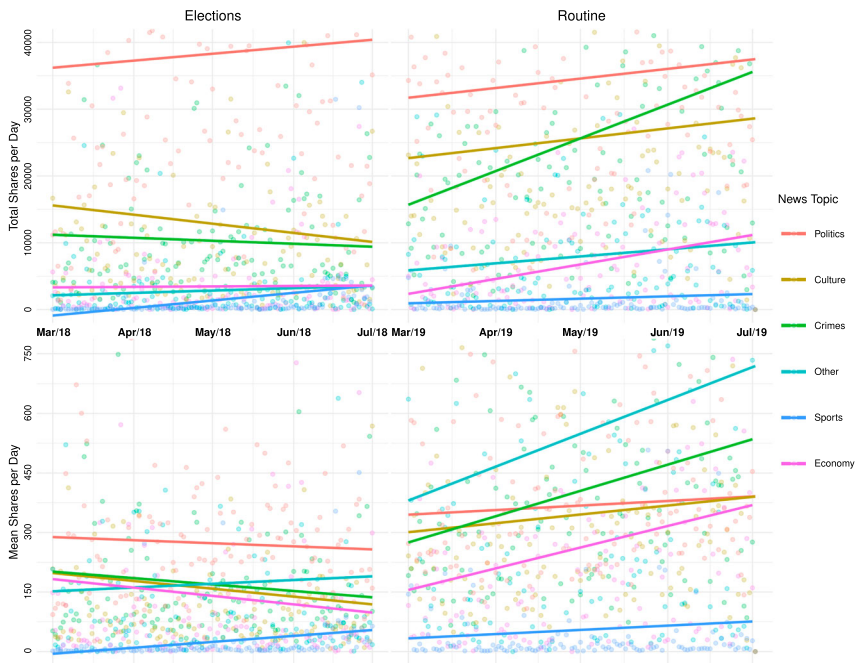 Elections
Routine
Total Shares per Day
40000
30000
20000
10000
0
Mar/18 Apr/18 May/18 Jun/18 Jul/18
Mar/19 Apr/19 May/19 Jun/19 Jul/19
Mean Shares per Day
750
600
450
300
150
0
News Topic
Politics
Culture
Crimes
Other
Sports
Economy